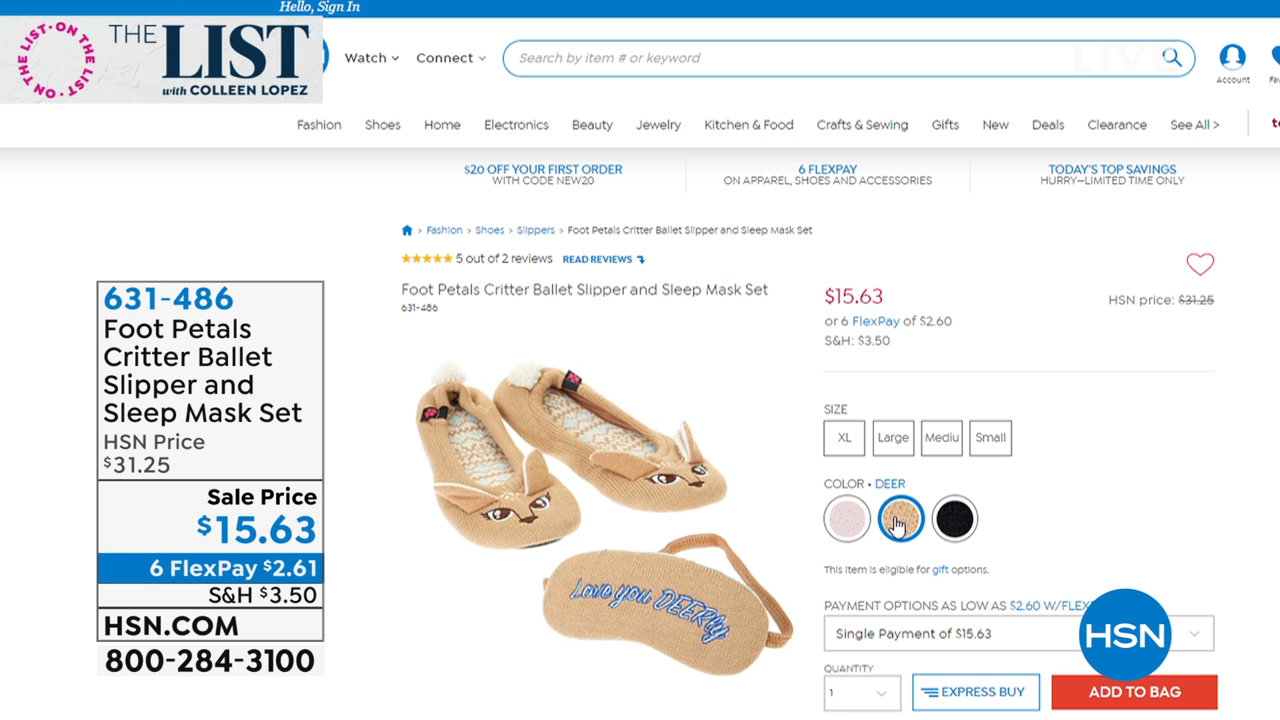 Hello, Sign In
ON THE LIST • ON THE LIST •
THE LIST
with COLLEEN LOPEZ
Watch
Connect
Search by item # or keyword
LIVE
Account
Fashion Shoes Home Electronics Beauty Jewelry Kitchen & Food Crafts & Sewing Gifts New Deals Clearance See All >
$20 OFF YOUR FIRST ORDER
WITH CODE NEW20
6 FLEXPAY
ON APPAREL, SHOES AND ACCESSORIES
TODAY'S TOP SAVINGS
HURRY—LIMITED TIME ONLY
> Fashion > Shoes > Slippers > Foot Petals Critter Ballet Slipper and Sleep Mask Set
5 out of 2 reviews READ REVIEWS
Foot Petals Critter Ballet Slipper and Sleep Mask Set
631-486
$15.63
HSN price: $31.25
or 6 FlexPay of $2.60
S&H: $3.50
SIZE
XL Large Mediu Small
COLOR • DEER
This item is eligible for gift options.
PAYMENT OPTIONS AS LOW AS $2.60 W/FLEX
Single Payment of $15.63
QUANTITY
1
EXPRESS BUY
ADD TO BAG
HSN
Love you DEERly
631-486
Foot Petals
Critter Ballet
Slipper and
Sleep Mask Set
HSN Price
$31.25
Sale Price
$15.63
6 FlexPay $2.61
S&H $3.50
HSN.COM
800-284-3100